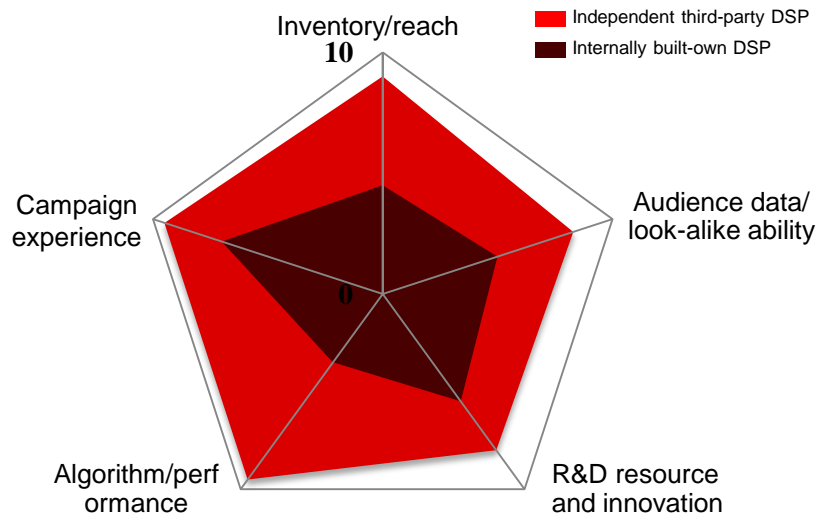 Independent third-party DSP
Internally built-own DSP
Inventory/reach
10
Audience data/
look-alike ability
Campaign
experience
0
Algorithm/perf
ormance
R&D resource
and innovation